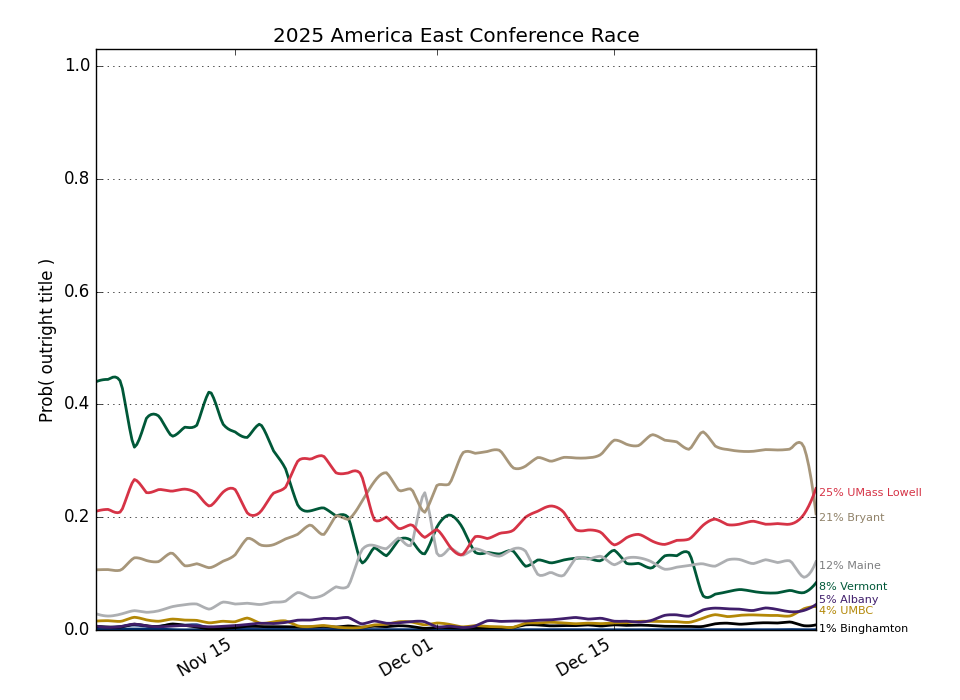 2025 America East Conference Race
Prob( outright title )
1.0
0.8
0.6
0.4
0.2
0.0
Nov 15
Dec 01
Dec 15
25% UMass Lowell
21% Bryant
12% Maine
8% Vermont
5% Albany
4% UMBC
1% Binghamton